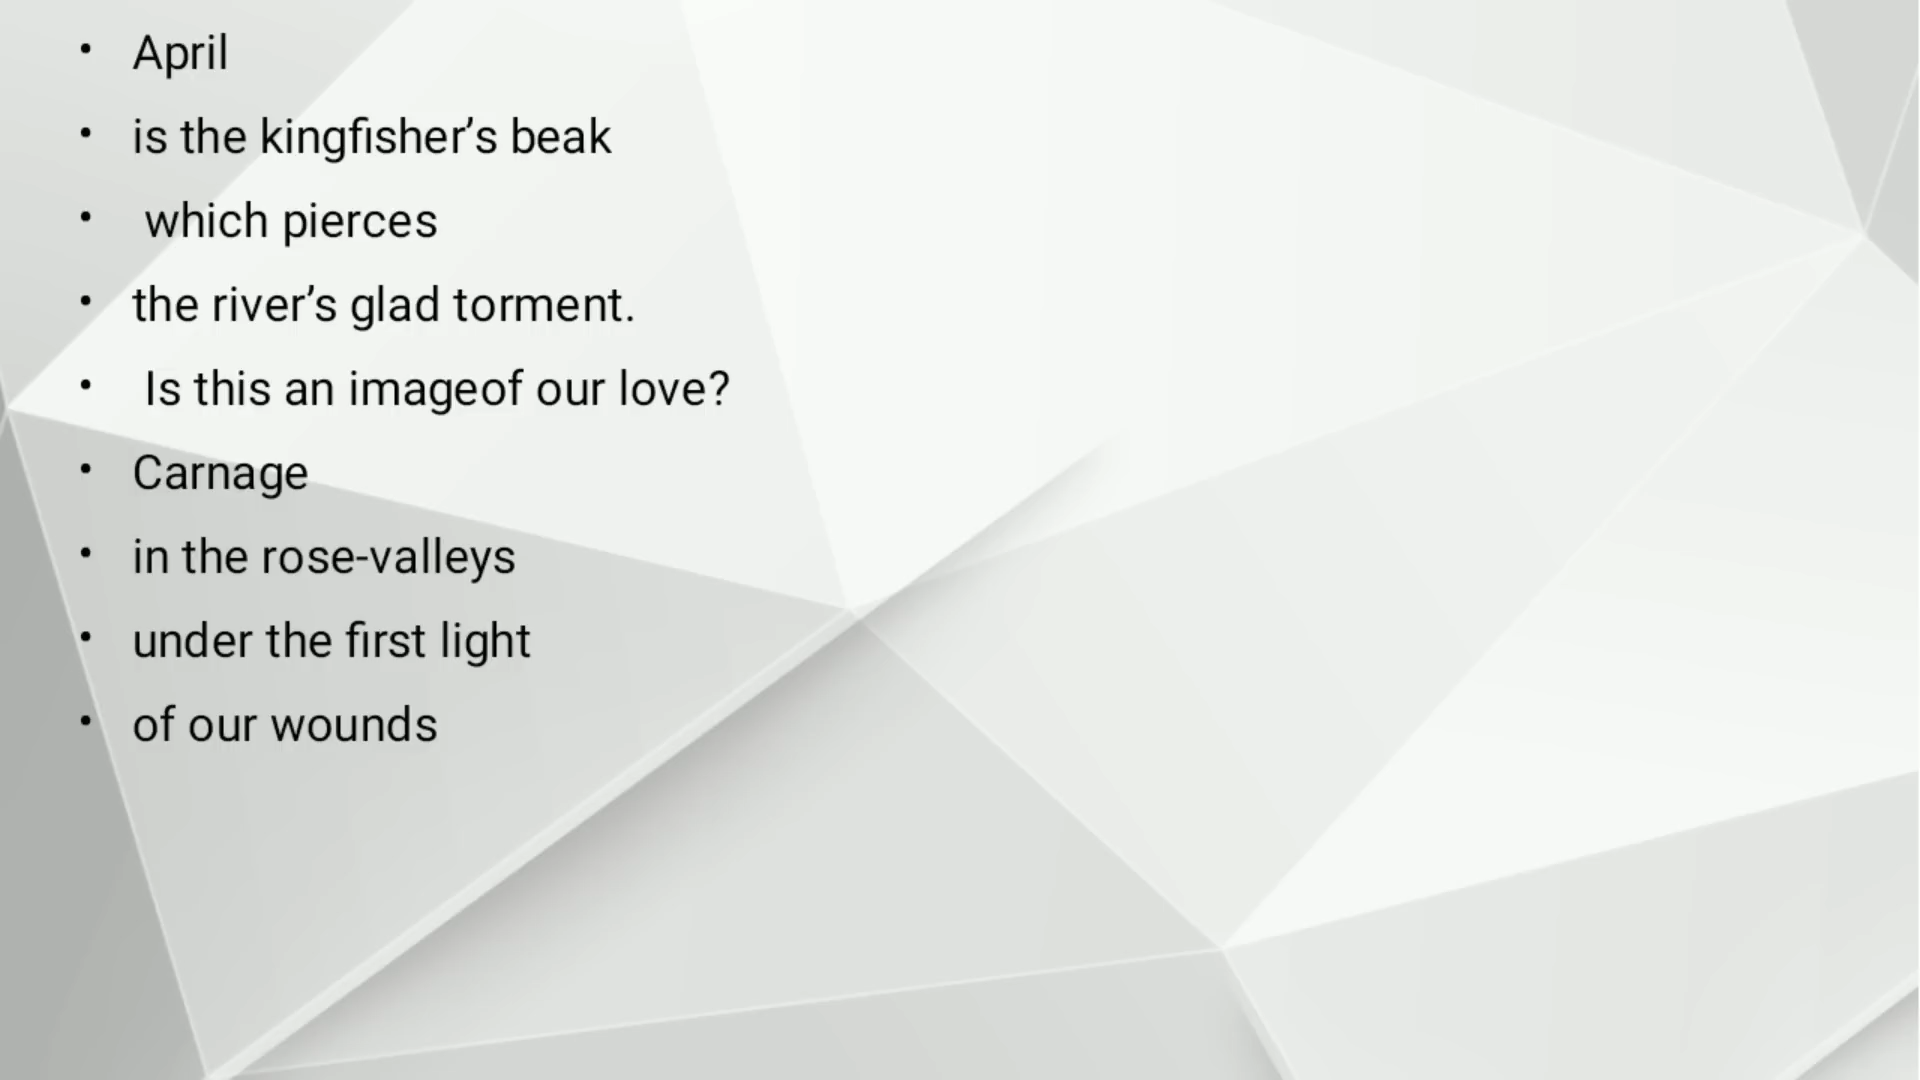 • April
• is the kingfisher’s beak
• which pierces
• the river’s glad torment.
• Is this an imageof our love?
• Carnage
• in the rose-valleys
• under the first light
• of our wounds